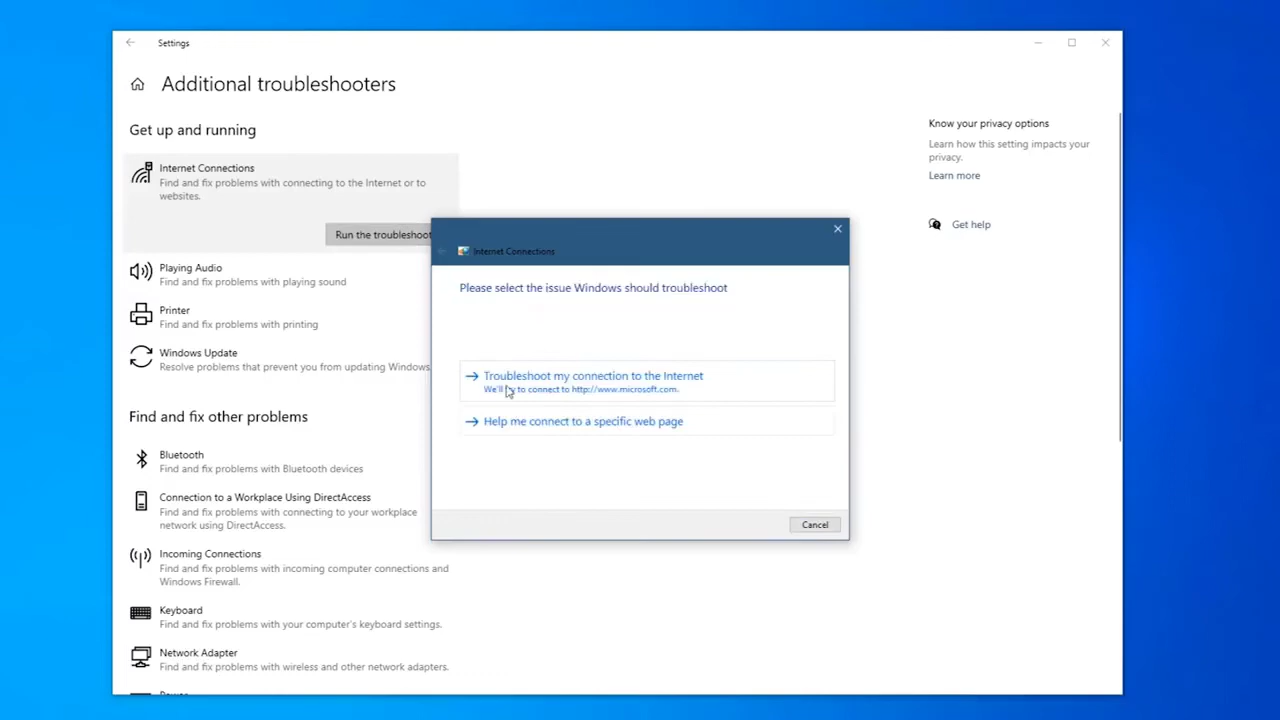 Settings
Additional troubleshooters
Get up and running
Internet Connections
Find and fix problems with connecting to the Internet or to
websites.
Run the troubleshoot
Playing Audio
Find and fix problems with playing sound
Printer
Find and fix problems with printing
Windows Update
Resolve problems that prevent you from updating Windows.
Find and fix other problems
Bluetooth
Find and fix problems with Bluetooth devices
Connection to a Workplace Using DirectAccess
Find and fix problems with connecting to your workplace
network using DirectAccess.
Incoming Connections
Find and fix problems with incoming computer connections and
Windows Firewall.
Keyboard
Find and fix problems with your computer's keyboard settings.
Network Adapter
Find and fix problems with wireless and other network adapters.
Internet Connections
Please select the issue Windows should troubleshoot
Troubleshoot my connection to the Internet
We'll try to connect to http://www.microsoft.com.
Help me connect to a specific web page
Cancel
Know your privacy options
Learn how this setting impacts your
privacy.
Learn more
Get help